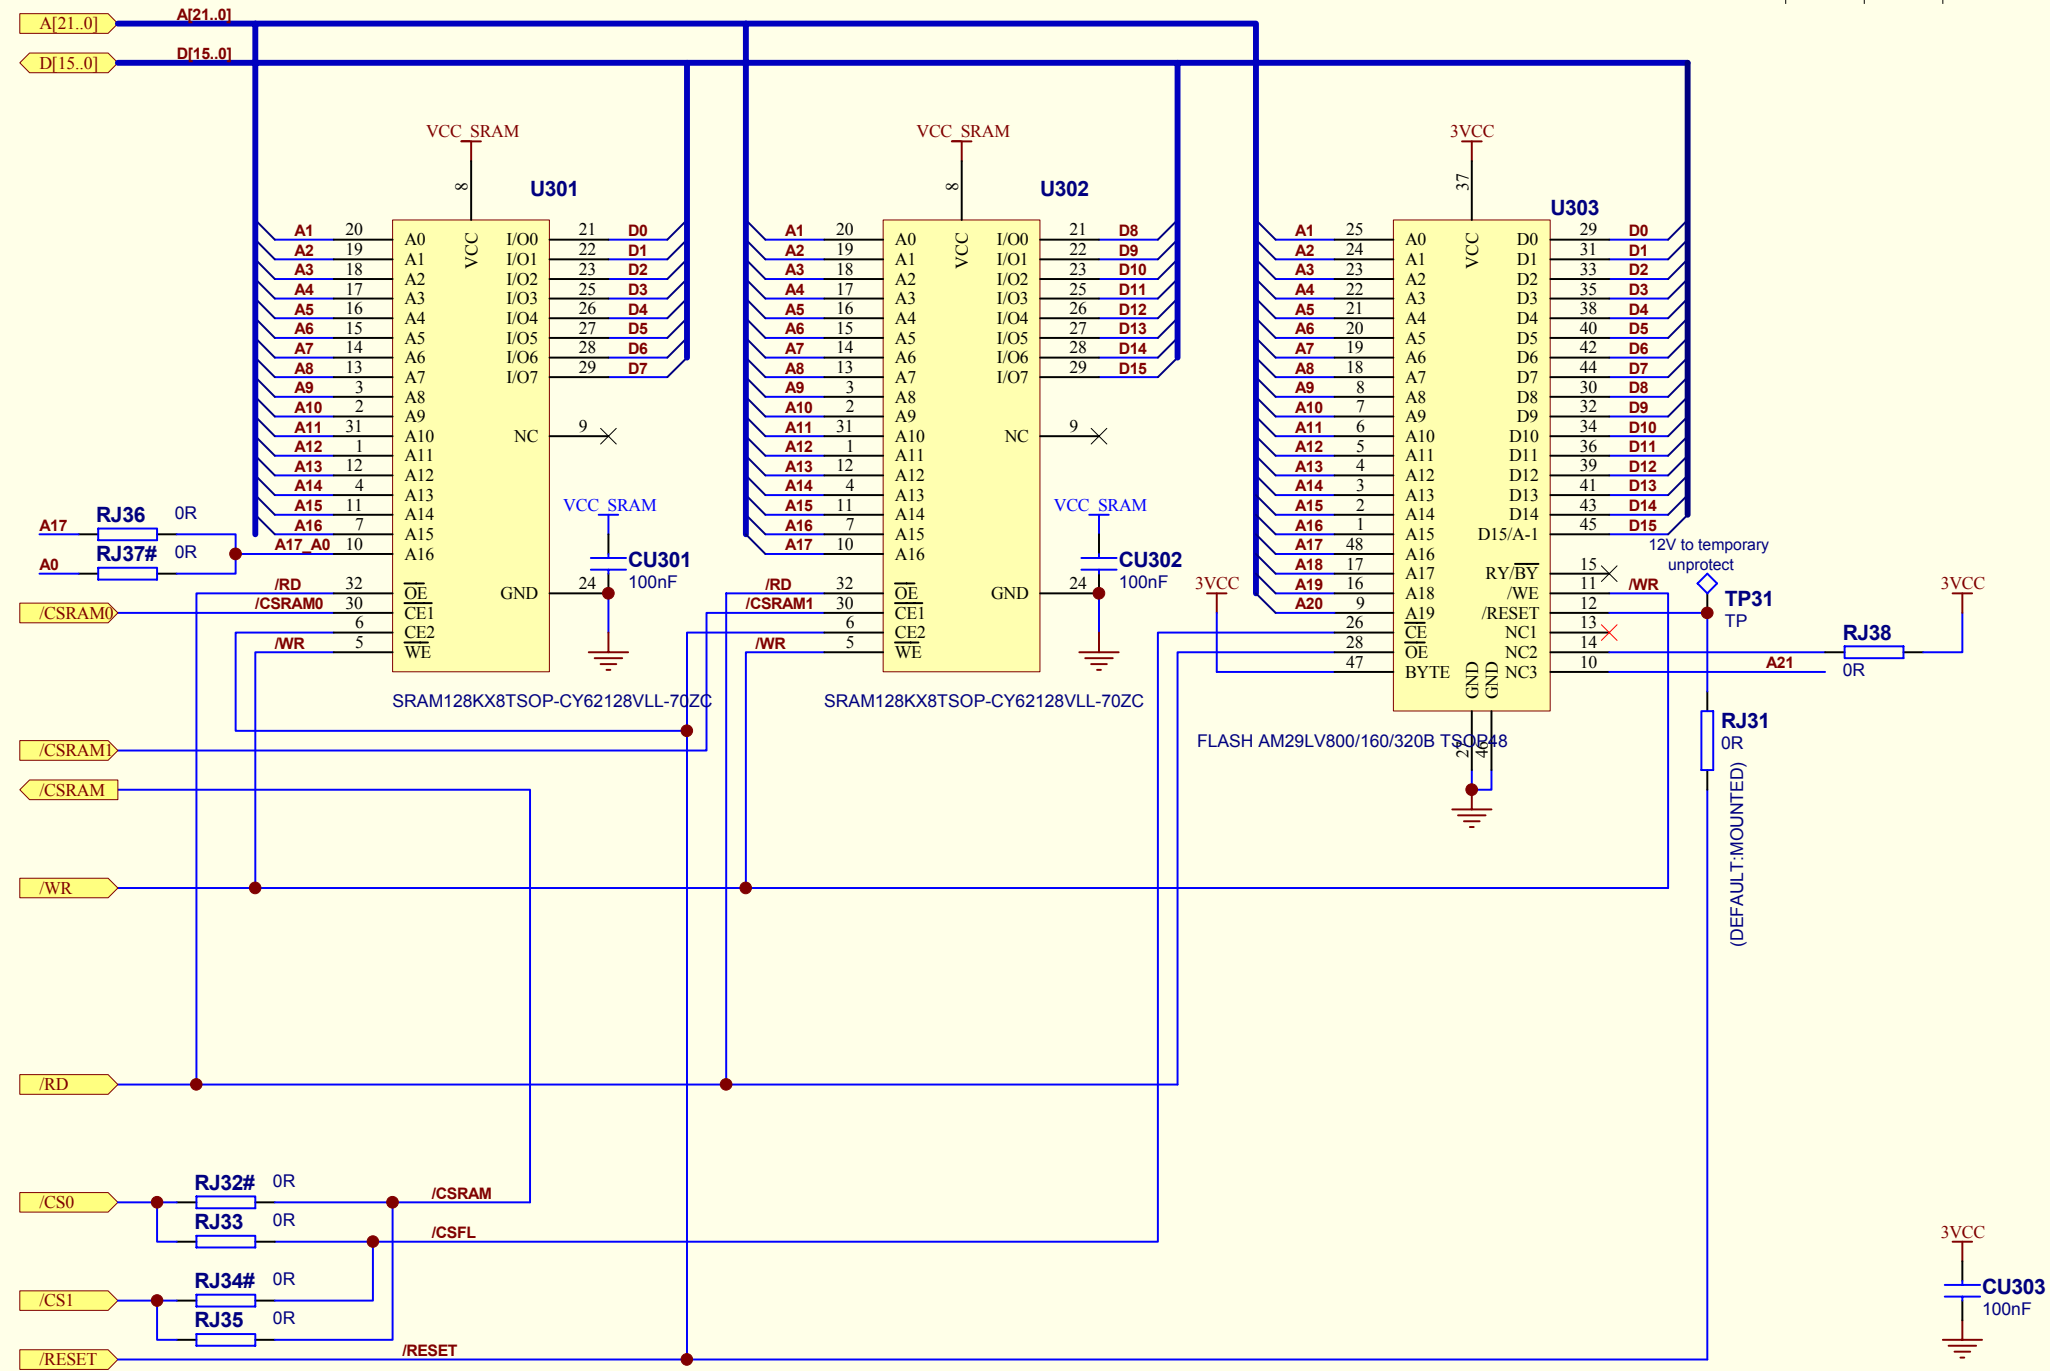 A[21..0]
A[21..0]
D[15..0]
D[15..0]
VCC_SRAM
8
U301
A1 20 A0 VCC I/O0 21 D0
A2 19 A1 I/O1 22 D1
A3 18 A2 I/O2 23 D2
A4 17 A3 I/O3 25 D3
A5 16 A4 I/O4 26 D4
A6 15 A5 I/O5 27 D5
A7 14 A6 I/O6 28 D6
A8 13 A7 I/O7 29 D7
A9 3 A8
A10 2 A9
A11 31 A10 NC 9
A12 1 A11
A13 12 A12
A14 4 A13
A15 11 A14
A16 7 A15
A17_A0 10 A16
/RD 32 OE GND 24
/CSRAM0 30 CE1
6 CE2
/WR 5 WE
VCC_SRAM
CU301
100nF
SRAM128KX8TSOP-CY62128VLL-70ZC
A17 RJ36 0R
A0 RJ37# 0R
/CSRAM0
VCC_SRAM
8
U302
A1 20 A0 VCC I/O0 21 D8
A2 19 A1 I/O1 22 D9
A3 18 A2 I/O2 23 D10
A4 17 A3 I/O3 25 D11
A5 16 A4 I/O4 26 D12
A6 15 A5 I/O5 27 D13
A7 14 A6 I/O6 28 D14
A8 13 A7 I/O7 29 D15
A9 3 A8
A10 2 A9
A11 31 A10 NC 9
A12 1 A11
A13 12 A12
A14 4 A13
A15 11 A14
A16 7 A15
A17 10 A16
/RD 32 OE GND 24
/CSRAM1 30 CE1
6 CE2
/WR 5 WE
VCC_SRAM
CU302
100nF
SRAM128KX8TSOP-CY62128VLL-70ZC
3VCC
37
U303
A1 25 A0 VCC D0 29 D0
A2 24 A1 D1 31 D1
A3 23 A2 D2 33 D2
A4 22 A3 D3 35 D3
A5 21 A4 D4 38 D4
A6 20 A5 D5 40 D5
A7 19 A6 D6 42 D6
A8 18 A7 D7 44 D7
A9 8 A8 D8 30 D8
A10 7 A9 D9 32 D9
A11 6 A10 D10 34 D10
A12 5 A11 D11 36 D11
A13 4 A12 D12 39 D12
A14 3 A13 D13 41 D13
A15 2 A14 D14 43 D14
A16 1 A15 D15/A-1 45 D15
A17 48 A16
A18 17 A17 RY/BY 15
A19 16 A18 /WE 11 /WR
A20 9 A19 /RESET 12
26 CE NC1 13
28 OE NC2 14
47 BYTE NC3 10 A21
GND GND
27 46
3VCC
FLASH AM29LV800/160/320B TSOP48
12V to temporary
unprotect
TP31
TP
3VCC
RJ38
0R
RJ31
0R
(DEFAULT:MOUNTED)
/CSRAM1
/CSRAM
/WR
/RD
/CS0
RJ32# 0R
/CSRAM
RJ33 0R
/CSFL
/CS1
RJ34# 0R
RJ35 0R
/RESET
/RESET
3VCC
CU303
100nF